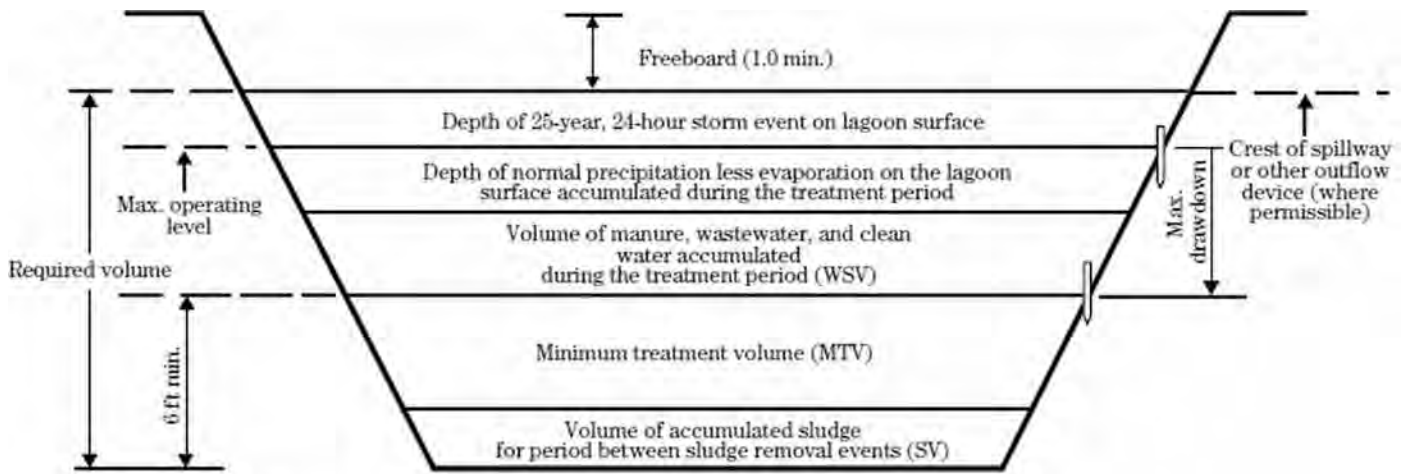 Freeboard (1.0 min.)
Depth of 25-year, 24-hour storm event on lagoon surface
Depth of normal precipitation less evaporation on the lagoon
surface accumulated during the treatment period
Max. operating
level
Crest of spillway
or other outflow
device (where
permissible)
Max.
drawdown
Volume of manure, wastewater, and clean
water accumulated
during the treatment period (WSV)
Required volume
6 ft min.
Minimum treatment volume (MTV)
Volume of accumulated sludge
for period between sludge removal events (SV)